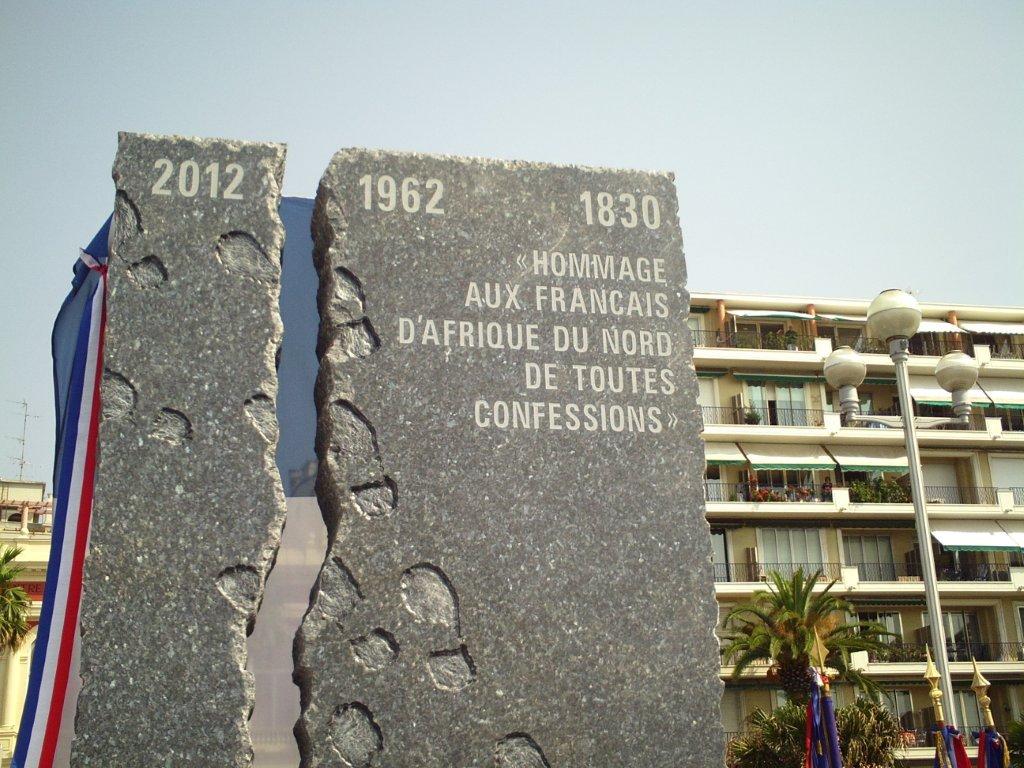 2012
1962 1830
«HOMMAGE
AUX FRANCAIS
D'AFRIQUE DU NORD
DE TOUTES
CONFESSIONS»